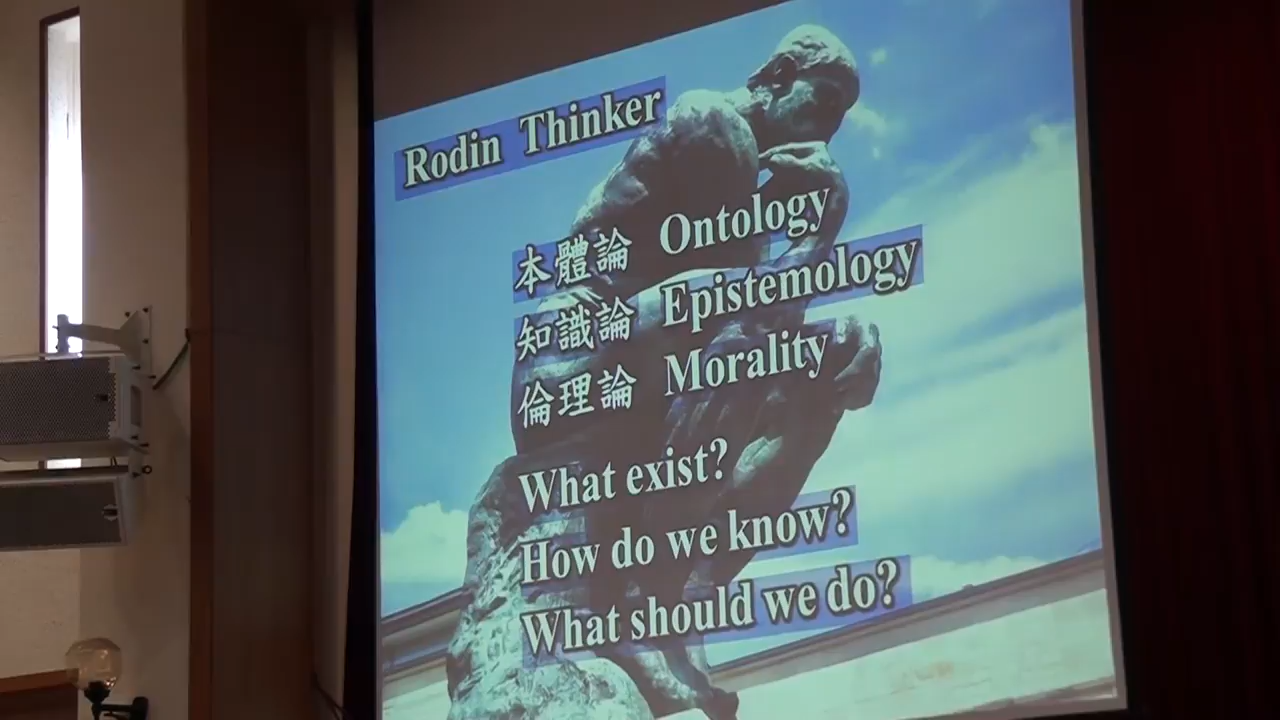 Rodin Thinker
本體論 Ontology
知識論 Epistemology
倫理論 Morality
What exist?
How do we know?
What should we do?